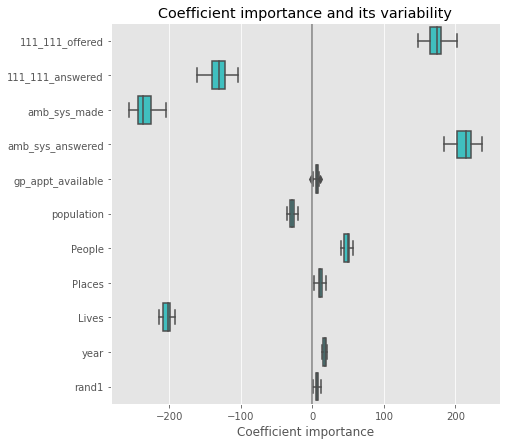 Coefficient importance and its variability
111_111_offered
111_111_answered
amb_sys_made
amb_sys_answered
gp_appt_available
population
People
Places
Lives
year
rand1
−200 −100 0 100 200
Coefficient importance